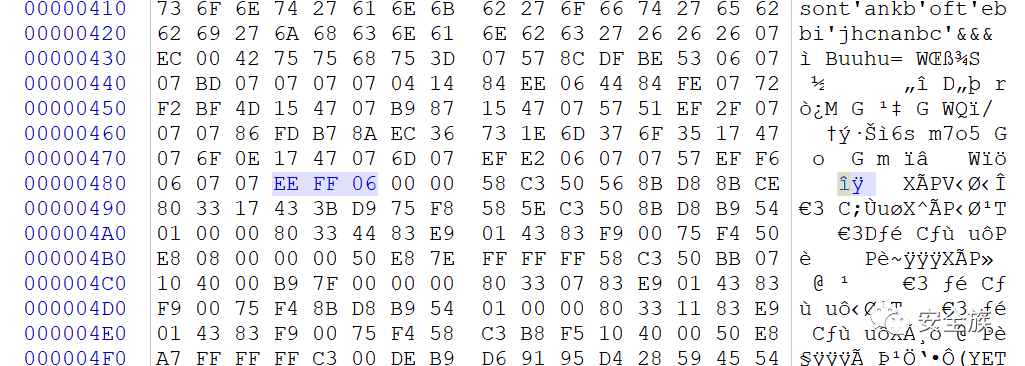 00000410 73 6F 6E 74 27 61 6E 6B 62 27 6F 66 74 27 65 62 sont'ankb'oft'eb
00000420 62 69 27 6A 68 63 6E 61 6E 62 63 27 26 26 26 07 bi'jhcnanbc'&&&
00000430 EC 00 42 75 75 68 75 3D 07 57 8C DF BE 53 06 07 ì Buuhu= WŒß¾S
00000440 07 BD 07 07 07 07 04 14 84 EE 06 44 84 FE 07 72 ½ „î D„þ r
00000450 F2 BF 4D 15 47 07 B9 87 15 47 07 57 51 EF 2F 07 ò¿M G ¹‡ G WQï/
00000460 07 07 86 FD B7 8A EC 36 73 1E 6D 37 6F 35 17 47 †ý·Šì6s m7o5 G
00000470 07 6F 0E 17 47 07 6D 07 EF E2 06 07 07 57 EF F6 o G m ïâ Wïö
00000480 06 07 07 EE FF 06 00 00 58 C3 50 56 8B D8 8B CE îÿ XÃPV‹Ø‹Î
00000490 80 33 17 43 3B D9 75 F8 58 5E C3 50 8B D8 B9 54 €3 C;ÙuøX^ÃP‹Ø¹T
000004A0 01 00 00 80 33 44 83 E9 01 43 83 F9 00 75 F4 50 €3Dƒé Cƒù uôP
000004B0 E8 08 00 00 00 50 E8 7E FF FF FF 58 C3 50 BB 07 è Pè~ÿÿÿXÃP»
000004C0 10 40 00 B9 7F 00 00 00 80 33 07 83 E9 01 43 83 @ ¹ €3 ƒé Cƒ
000004D0 F9 00 75 F4 8B D8 B9 54 01 00 00 80 33 11 83 E9 ù uô‹Ø¹T €3 ƒé
000004E0 01 43 83 F9 00 75 F4 58 C3 B8 F5 10 40 00 50 E8 Cƒù uôXÃ¸õ @ Pè
000004F0 A7 FF FF FF C3 00 DE B9 D6 91 95 D4 28 59 45 54 §ÿÿÿÃ Þ¹Ö‘•Ô(YET
安全族